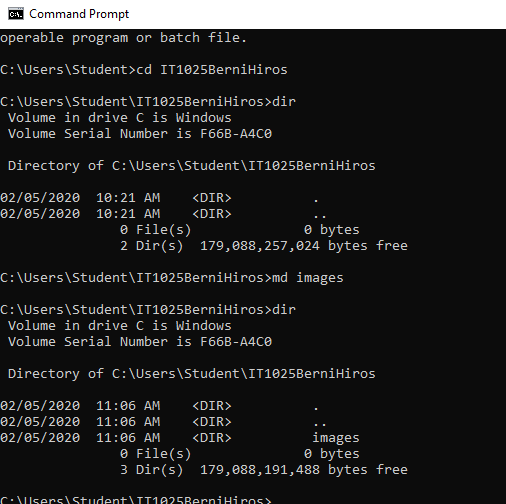 Command Prompt
operable program or batch file.
C:\Users\Student>cd IT1025BerniHiros
C:\Users\Student\IT1025BerniHiros>dir
 Volume in drive C is Windows
 Volume Serial Number is F66B-A4C0
 Directory of C:\Users\Student\IT1025BerniHiros
02/05/2020  10:21 AM    <DIR>          .
02/05/2020  10:21 AM    <DIR>          ..
               0 File(s)              0 bytes
               2 Dir(s)  179,088,257,024 bytes free
C:\Users\Student\IT1025BerniHiros>md images
C:\Users\Student\IT1025BerniHiros>dir
 Volume in drive C is Windows
 Volume Serial Number is F66B-A4C0
 Directory of C:\Users\Student\IT1025BerniHiros
02/05/2020  11:06 AM    <DIR>          .
02/05/2020  11:06 AM    <DIR>          ..
02/05/2020  11:06 AM    <DIR>          images
               0 File(s)              0 bytes
               3 Dir(s)  179,088,191,488 bytes free
C:\Users\Student\IT1025BerniHiros>